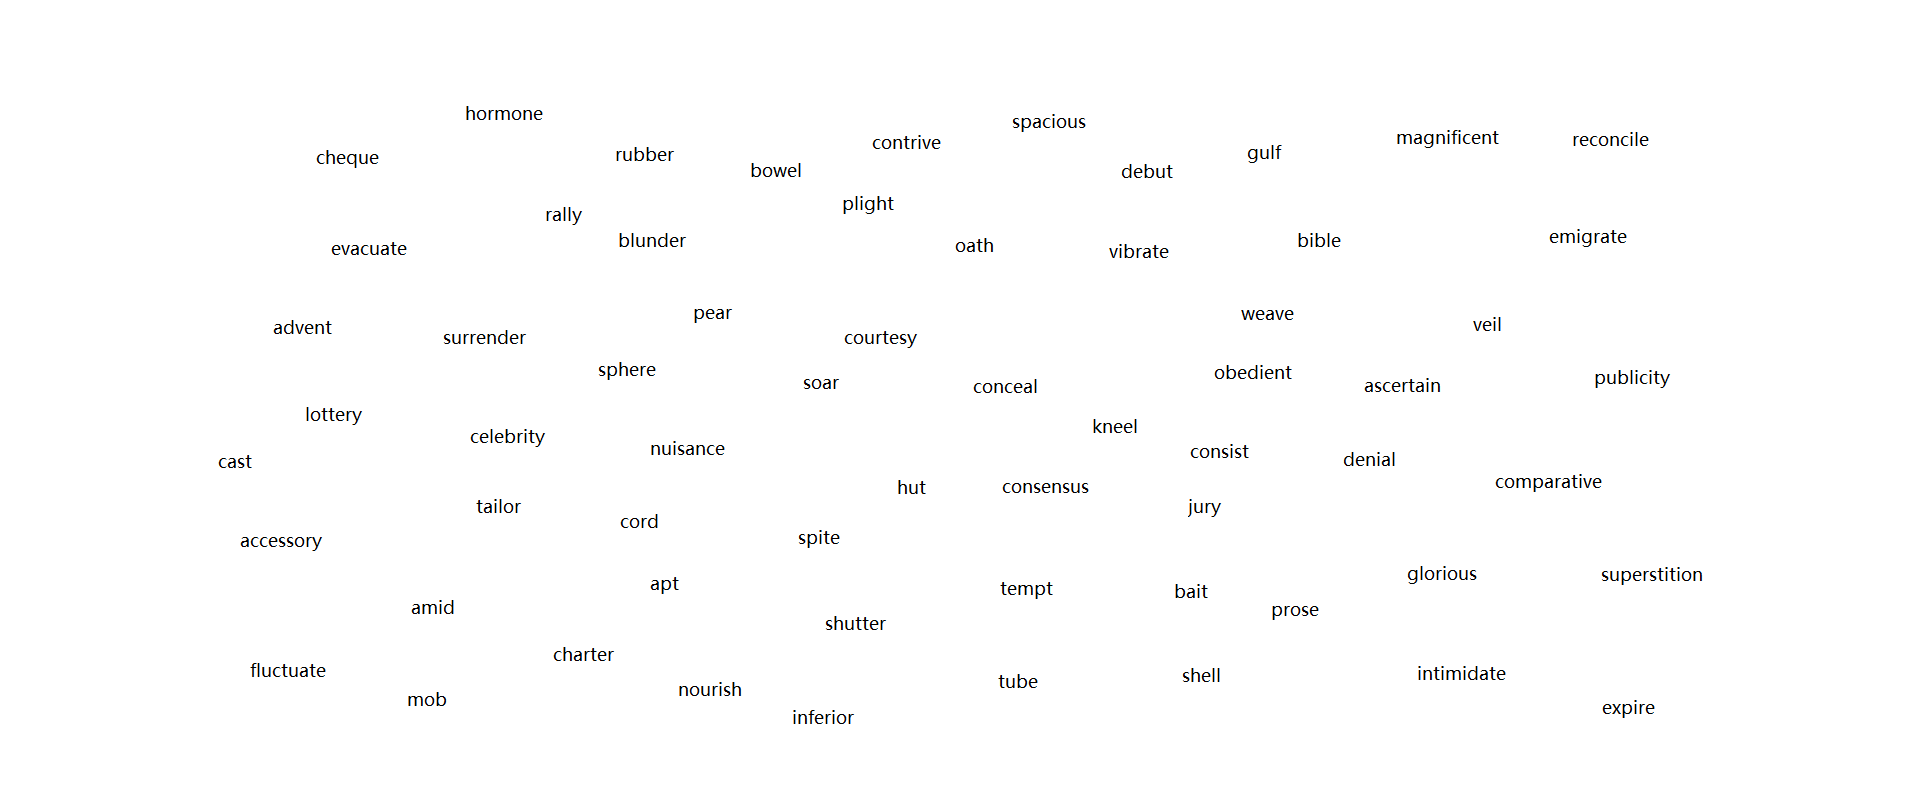 hormone
spacious
magnificent
reconcile
contrive
gulf
rubber
cheque
bowel
debut
plight
rally
emigrate
blunder
bible
oath
evacuate
vibrate
pear
weave
veil
advent
surrender
courtesy
sphere
obedient
publicity
soar
ascertain
conceal
lottery
kneel
celebrity
nuisance
consist
denial
cast
comparative
hut
consensus
tailor
jury
cord
spite
accessory
glorious
superstition
apt
tempt
bait
amid
prose
shutter
charter
fluctuate
intimidate
shell
tube
nourish
mob
expire
inferior